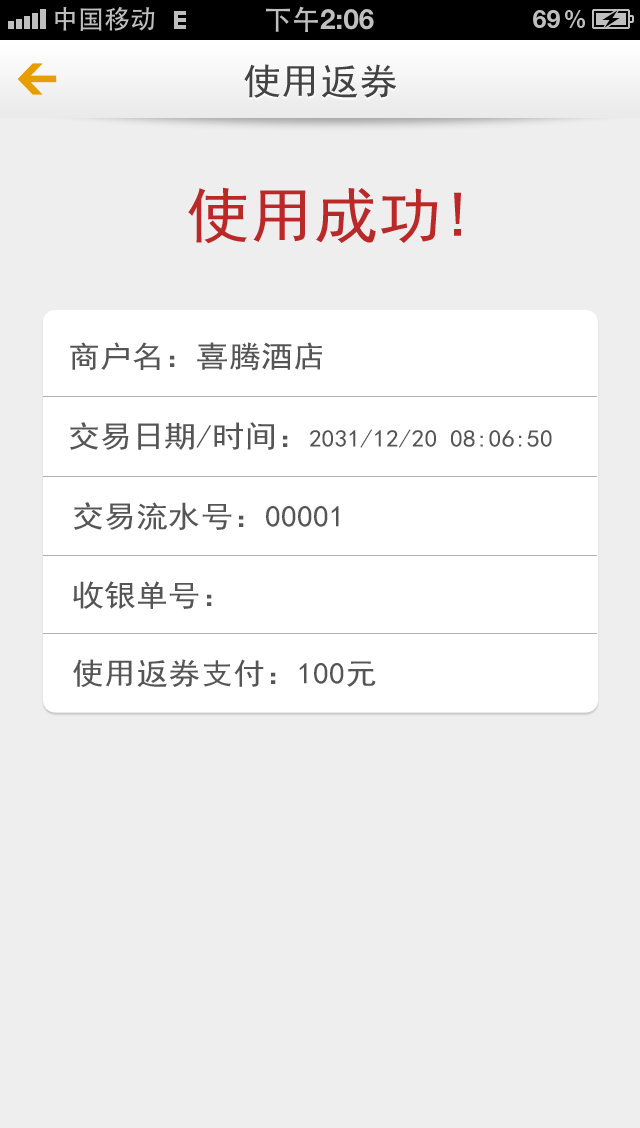 中国移动 E 下午2:06 69%
使用返券
使用成功!
商户名：喜腾酒店
交易日期/时间：2031/12/20 08:06:50
交易流水号：00001
收银单号：
使用返券支付：100元